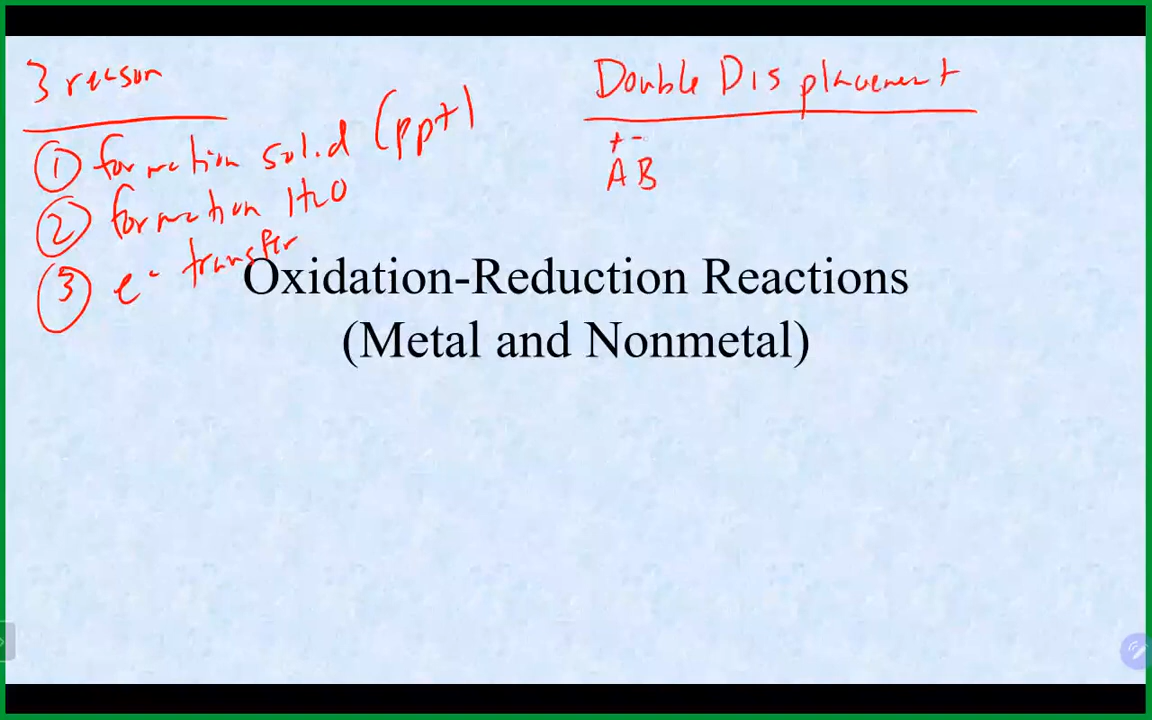 3 reason
① formation solid (ppt)
② formation H2O
③ e- transfer
Double Displacement
+ -
A B
Oxidation-Reduction Reactions
(Metal and Nonmetal)